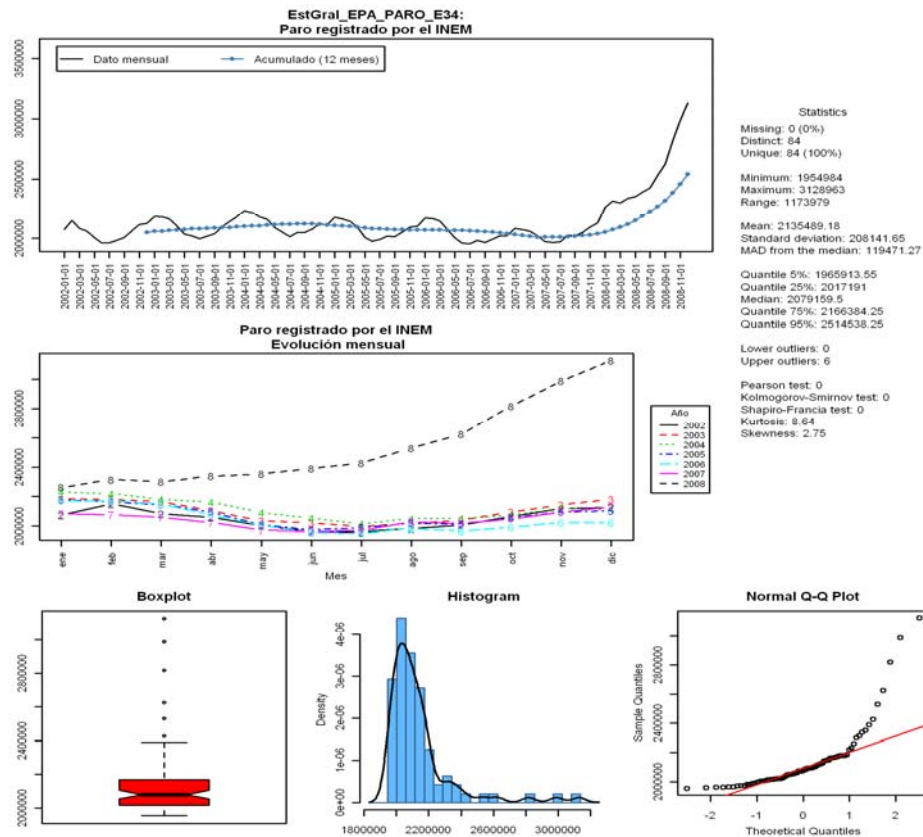 EstGral_EPA_PARO_E34:
Paro registrado por el INEM
Dato mensual
Acumulado (12 meses)
3500000
3000000
2500000
2000000
2002-01-01
2002-03-01
2002-05-01
2002-07-01
2002-09-01
2002-11-01
2003-01-01
2003-03-01
2003-05-01
2003-07-01
2003-09-01
2003-11-01
2004-01-01
2004-03-01
2004-05-01
2004-07-01
2004-09-01
2004-11-01
2005-01-01
2005-03-01
2005-05-01
2005-07-01
2005-09-01
2005-11-01
2006-01-01
2006-03-01
2006-05-01
2006-07-01
2006-09-01
2006-11-01
2007-01-01
2007-03-01
2007-05-01
2007-07-01
2007-09-01
2007-11-01
2008-01-01
2008-03-01
2008-05-01
2008-07-01
2008-09-01
2008-11-01
Statistics
Missing: 0 (0%)
Distinct: 84
Unique: 84 (100%)
Minimum: 1954984
Maximum: 3128963
Range: 1173979
Mean: 2135489.18
Standard deviation: 208141.65
MAD from the median: 119471.27
Quantile 5%: 1965913.55
Quantile 25%: 2017191
Median: 2079159.5
Quantile 75%: 2166384.25
Quantile 95%: 2514538.25
Lower outliers: 0
Upper outliers: 6
Pearson test: 0
Kolmogorov-Smirnov test: 0
Shapiro-Francia test: 0
Kurtosis: 8.64
Skewness: 2.75
Paro registrado por el INEM
Evolución mensual
2800000
2400000
2000000
ene
feb
mar
abr
may
jun
jul
ago
sep
oct
nov
dic
Mes
Año
2002
2003
2004
2005
2006
2007
2008
Boxplot
2800000
2400000
2000000
Histogram
Density
4e-06
3e-06
2e-06
1e-06
0e+00
1800000 2200000 2600000 3000000
Normal Q-Q Plot
Sample Quantiles
2800000
2400000
2000000
-2 -1 0 1 2
Theoretical Quantiles